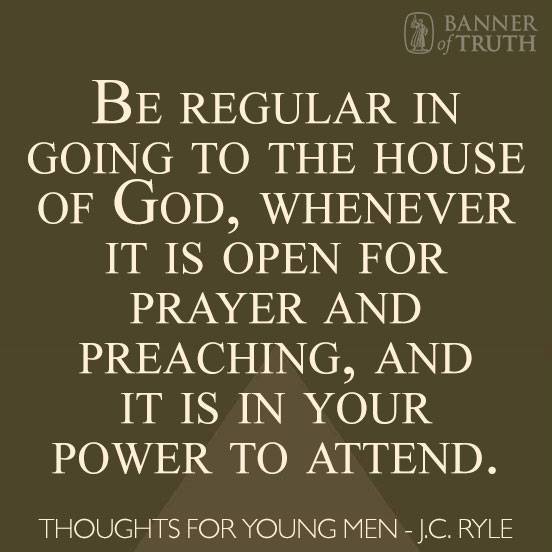 BANNER
of TRUTH
BE REGULAR IN
GOING TO THE HOUSE
OF GOD, WHENEVER
IT IS OPEN FOR
PRAYER AND
PREACHING, AND
IT IS IN YOUR
POWER TO ATTEND.
THOUGHTS FOR YOUNG MEN - J.C. RYLE